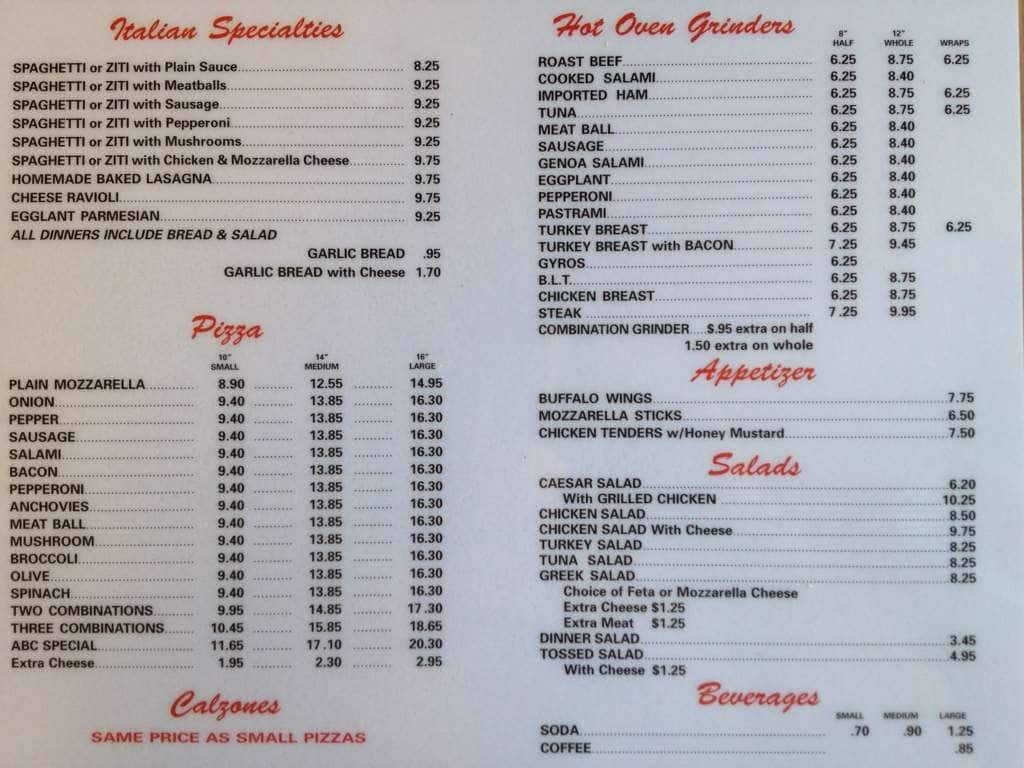 Italian Specialties
SPAGHETTI or ZITI with Plain Sauce 8.25
SPAGHETTI or ZITI with Meatballs 9.25
SPAGHETTI or ZITI with Sausage 9.25
SPAGHETTI or ZITI with Pepperoni 9.25
SPAGHETTI or ZITI with Mushrooms 9.25
SPAGHETTI or ZITI with Chicken & Mozzarella Cheese 9.75
HOMEMADE BAKED LASAGNA 9.75
CHEESE RAVIOLI 9.75
EGGLANT PARMESIAN 9.25
ALL DINNERS INCLUDE BREAD & SALAD
GARLIC BREAD .95
GARLIC BREAD with Cheese 1.70
Pizza
10" 14" 16"
SMALL MEDIUM LARGE
PLAIN MOZZARELLA 8.90 12.55 14.95
ONION 9.40 13.85 16.30
PEPPER 9.40 13.85 16.30
SAUSAGE 9.40 13.85 16.30
SALAMI 9.40 13.85 16.30
BACON 9.40 13.85 16.30
PEPPERONI 9.40 13.85 16.30
ANCHOVIES 9.40 13.85 16.30
MEAT BALL 9.40 13.85 16.30
MUSHROOM 9.40 13.85 16.30
BROCCOLI 9.40 13.85 16.30
OLIVE 9.40 13.85 16.30
SPINACH 9.40 13.85 16.30
TWO COMBINATIONS 9.95 14.85 17.30
THREE COMBINATIONS 10.45 15.85 18.65
ABC SPECIAL 11.65 17.10 20.30
Extra Cheese 1.95 2.30 2.95
Calzones
SAME PRICE AS SMALL PIZZAS
Hot Oven Grinders
8" 12"
HALF WHOLE WRAPS
ROAST BEEF 6.25 8.75 6.25
COOKED SALAMI 6.25 8.40
IMPORTED HAM 6.25 8.75 6.25
TUNA 6.25 8.75 6.25
MEAT BALL 6.25 8.40
SAUSAGE 6.25 8.40
GENOA SALAMI 6.25 8.40
EGGPLANT 6.25 8.40
PEPPERONI 6.25 8.40
PASTRAMI 6.25 8.40
TURKEY BREAST 6.25 8.75 6.25
TURKEY BREAST with BACON 7.25 9.45
GYROS 6.25
B.L.T. 6.25 8.75
CHICKEN BREAST 6.25 8.75
STEAK 7.25 9.95
COMBINATION GRINDER .... $.95 extra on half
1.50 extra on whole
Appetizer
BUFFALO WINGS 7.75
MOZZARELLA STICKS 6.50
CHICKEN TENDERS w/Honey Mustard 7.50
Salads
CAESAR SALAD 6.20
With GRILLED CHICKEN 10.25
CHICKEN SALAD 8.50
CHICKEN SALAD With Cheese 9.75
TURKEY SALAD 8.25
TUNA SALAD 8.25
GREEK SALAD 8.25
Choice of Feta or Mozzarella Cheese
Extra Cheese $1.25
Extra Meat $1.25
DINNER SALAD 3.45
TOSSED SALAD 4.95
With Cheese $1.25
Beverages
SMALL MEDIUM LARGE
SODA .70 .90 1.25
COFFEE .85